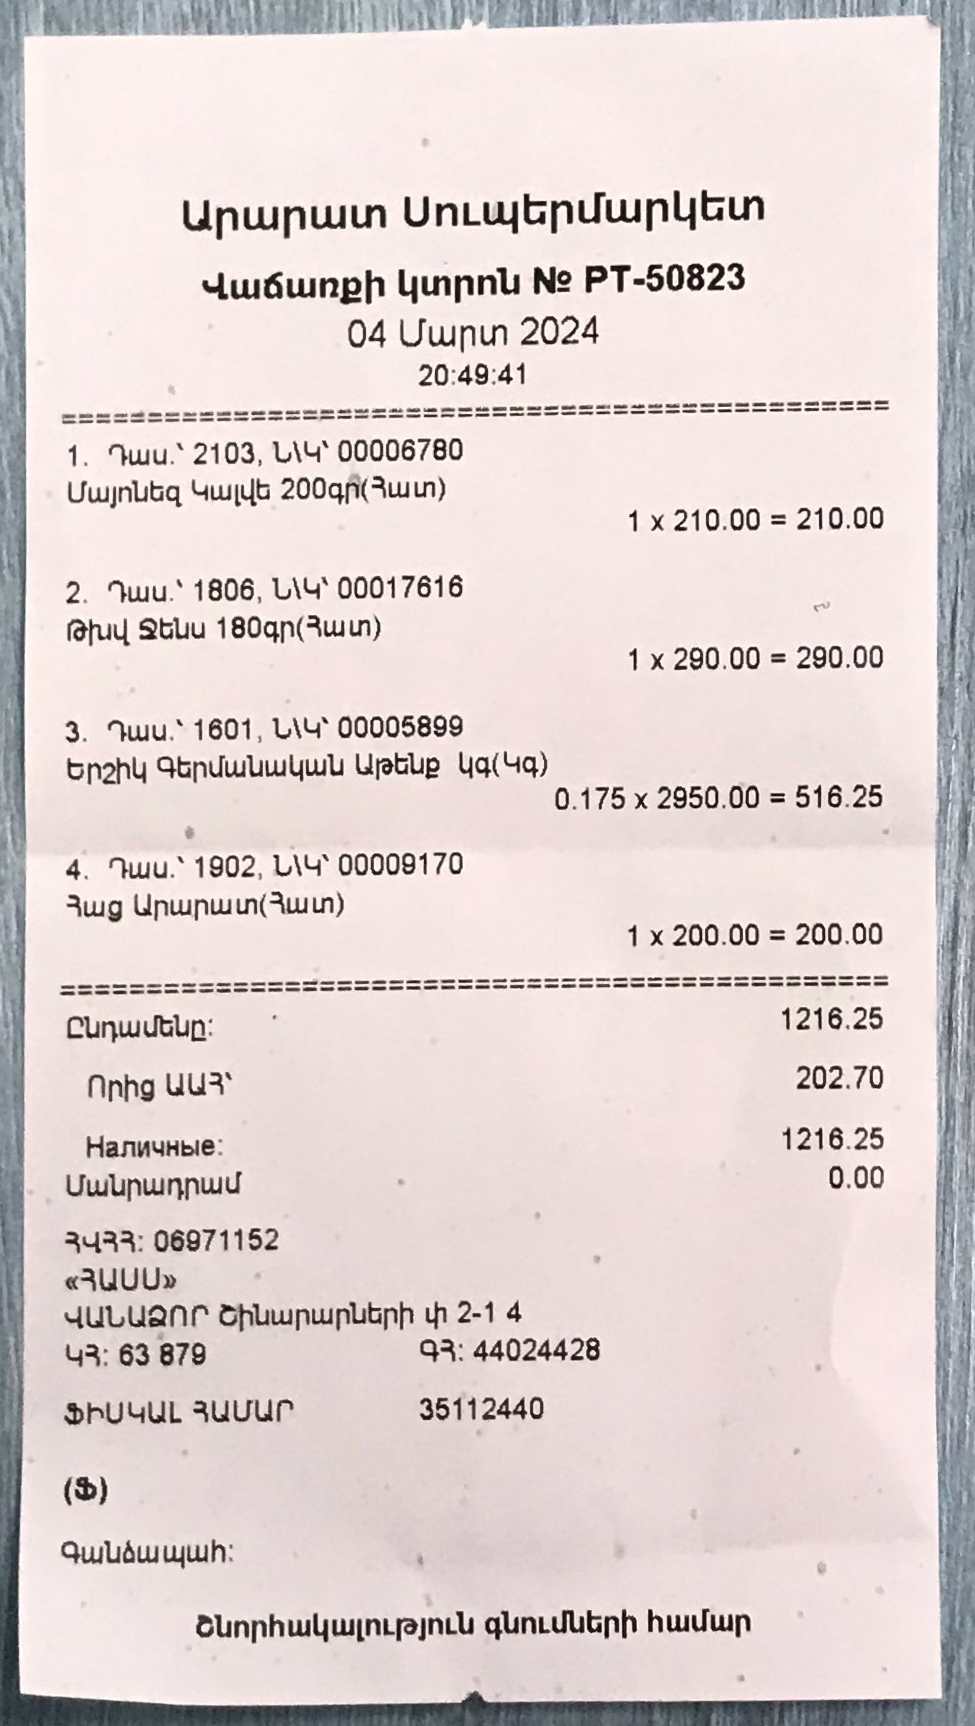 Արարատ Սուպերմարկետ
Վաճառքի կտրոն № PT-50823
04 Մարտ 2024
20:49:41
================================================
1. Դաս.՝ 2103, Ն\Կ՝ 00006780
Մայոնեզ Կալվե 200գր(Հատ)
1 x 210.00 = 210.00
2. Դաս.՝ 1806, Ն\Կ՝ 00017616
Թխվ Ջենս 180գր(Հատ)
1 x 290.00 = 290.00
3. Դաս.՝ 1601, Ն\Կ՝ 00005899
Երշիկ Գերմանական Աթենք կգ(Կգ)
0.175 x 2950.00 = 516.25
4. Դաս.՝ 1902, Ն\Կ՝ 00009170
Հաց Արարատ(Հատ)
1 x 200.00 = 200.00
================================================
Ընդամենը: 1216.25
Որից ԱԱՀ՝ 202.70
Наличные: 1216.25
Մանրադրամ 0.00
ՀՎՀՀ: 06971152
«ՀԱՍՍ»
ՎԱՆԱՁՈՐ Շինարարների փ 2-1 4
ԿՀ: 63 879 ԳՀ: 44024428
ՖԻՍԿԱԼ ՀԱՄԱՐ 35112440
(Ֆ)
Գանձապահ:
Շնորհակալություն գնումների համար